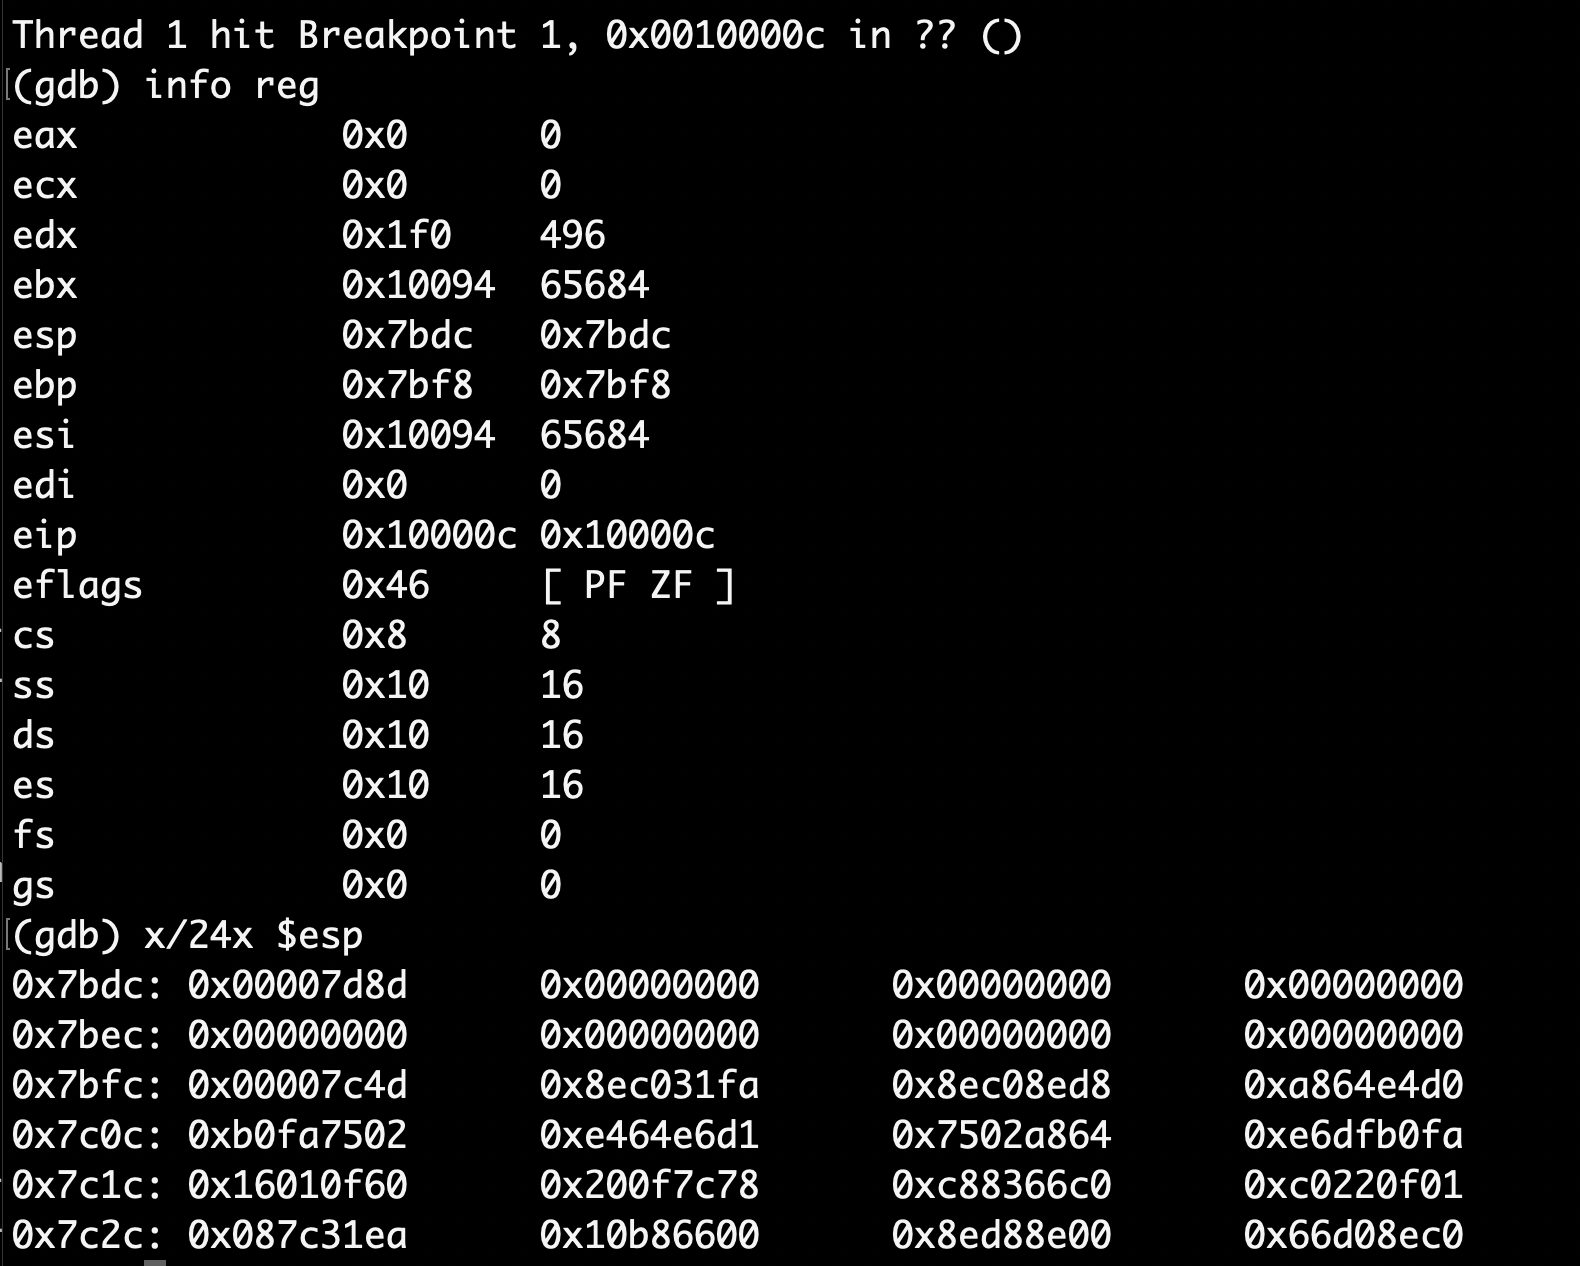 Thread 1 hit Breakpoint 1, 0x0010000c in ?? ()
(gdb) info reg
eax 0x0 0
ecx 0x0 0
edx 0x1f0 496
ebx 0x10094 65684
esp 0x7bdc 0x7bdc
ebp 0x7bf8 0x7bf8
esi 0x10094 65684
edi 0x0 0
eip 0x10000c 0x10000c
eflags 0x46 [ PF ZF ]
cs 0x8 8
ss 0x10 16
ds 0x10 16
es 0x10 16
fs 0x0 0
gs 0x0 0
(gdb) x/24x $esp
0x7bdc: 0x00007d8d 0x00000000 0x00000000 0x00000000
0x7bec: 0x00000000 0x00000000 0x00000000 0x00000000
0x7bfc: 0x00007c4d 0x8ec031fa 0x8ec08ed8 0xa864e4d0
0x7c0c: 0xb0fa7502 0xe464e6d1 0x7502a864 0xe6dfb0fa
0x7c1c: 0x16010f60 0x200f7c78 0xc88366c0 0xc0220f01
0x7c2c: 0x087c31ea 0x10b86600 0x8ed88e00 0x66d08ec0